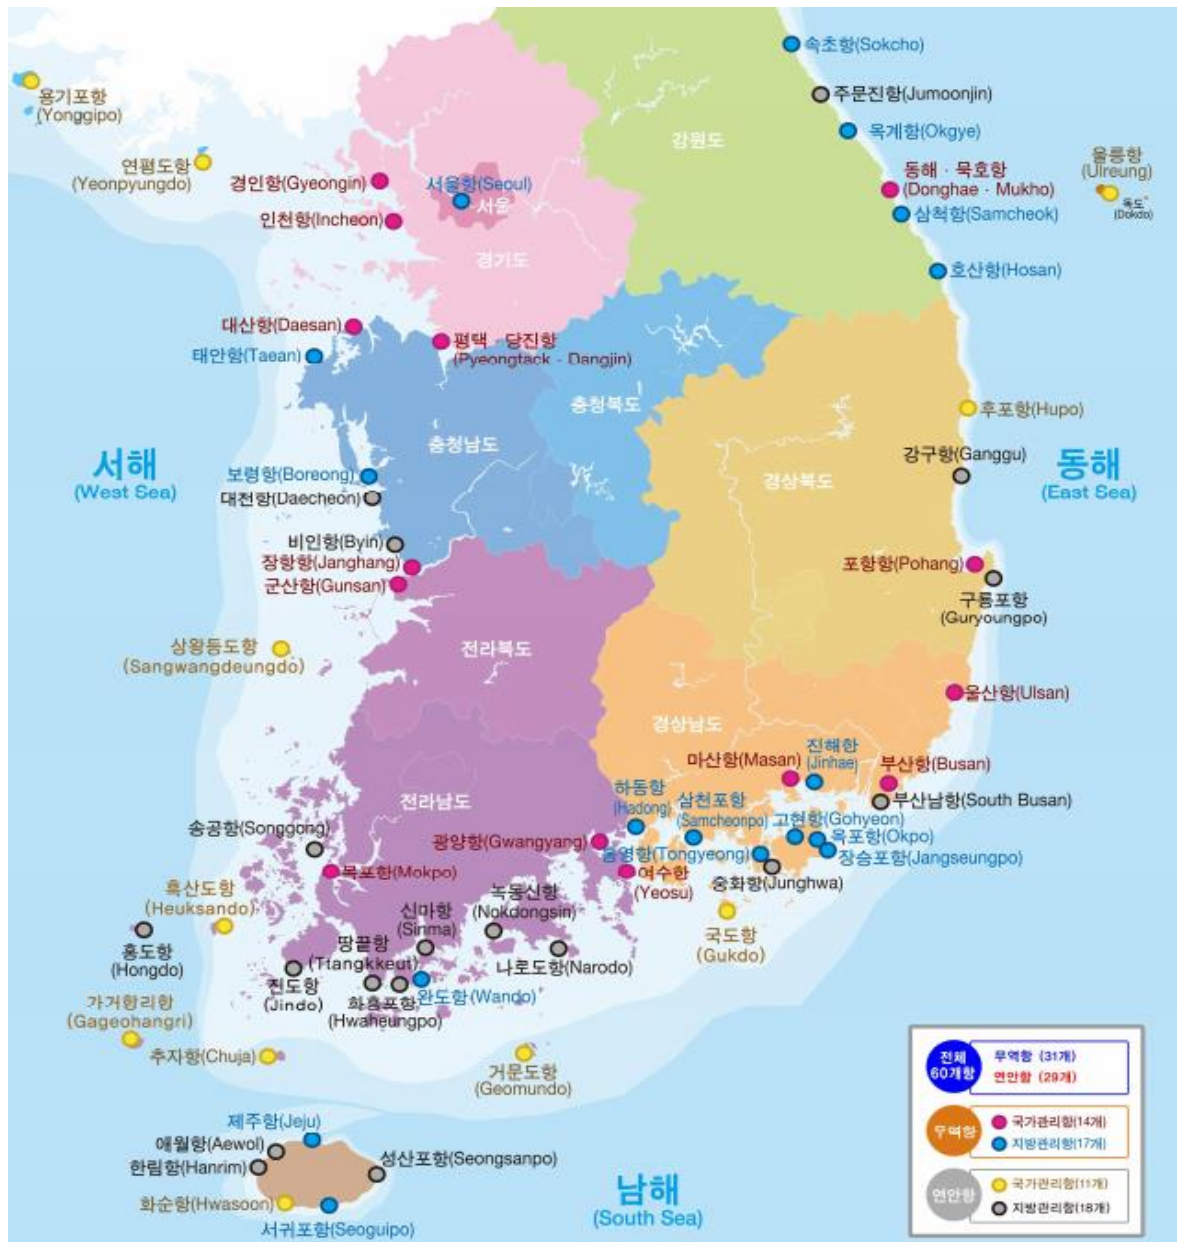 속초항(Sokcho)
주문진항(Jumoonjin)
용기포항
(Yonggipo)
옥계항(Okgye)
강원도
울릉항
(Ulreung)
연평도항
(Yeonpyungdo)
경인항(Gyeongin)
서울항(Seoul)
서울
동해 · 묵호항
(Donghae · Mukho)
독도
(Dokdo)
인천항(Incheon)
삼척항(Samcheok)
경기도
호산항(Hosan)
대산항(Daesan)
태안항(Taean)
평택 · 당진항
(Pyeongtack · Dangjin)
충청북도
후포항(Hupo)
충청남도
강구항(Ganggu)
서해
(West Sea)
동해
(East Sea)
보령항(Boreong)
대천항(Daecheon)
경상북도
비인항(Byin)
장항항(Janghang)
군산항(Gunsan)
포항항(Pohang)
구룡포항
(Guryoungpo)
상왕등도항
(Sangwangdeungdo)
전라북도
울산항(Ulsan)
경상남도
마산항(Masan)
진해항
(Jinhae)
부산항(Busan)
부산남항(South Busan)
하동항
(Hadong)
삼천포항
(Samcheonpo)
고현항(Gohyeon)
옥포항(Okpo)
장승포항(Jangseungpo)
전라남도
송공항(Songgong)
광양항(Gwangyang)
통영항(Tongyeong)
중화항(Junghwa)
목포항(Mokpo)
여수항
(Yeosu)
흑산도항
(Heuksando)
녹동신항
(Nokdongsin)
신마항
(Sinma)
국도항
(Gukdo)
홍도항
(Hongdo)
땅끝항
(Ttangkkeut)
나로도항(Narodo)
진도항
(Jindo)
화흥포항
(Hwaheungpo)
완도항(Wando)
가거항리항
(Gageohangri)
추자항(Chuja)
거문도항
(Geomundo)
제주항(Jeju)
애월항(Aewol)
한림항(Hanrim)
성산포항(Seongsanpo)
화순항(Hwasoon)
서귀포항(Seoguipo)
남해
(South Sea)
전체
60개항
무역항 (31개)
연안항 (29개)
무역항
국가관리항(14개)
지방관리항(17개)
연안항
국가관리항(11개)
지방관리항(18개)